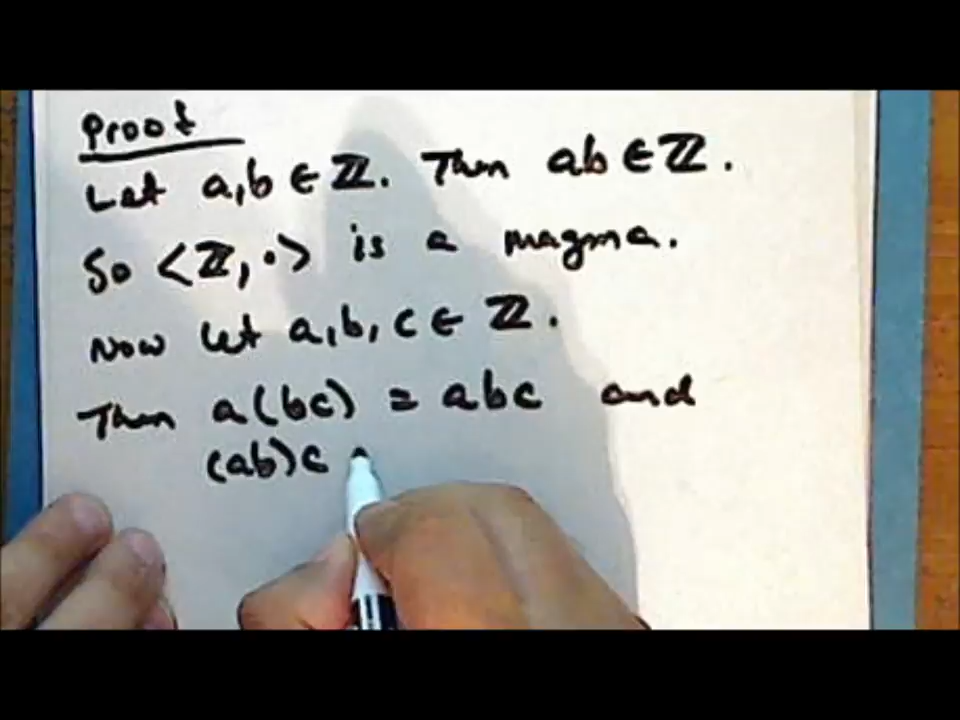 Proof
Let a,b ∈ ℤ. Then ab ∈ ℤ.
So <ℤ,·> is a magma.
Now let a,b,c ∈ ℤ.
Then a(bc) = abc and
(ab)c